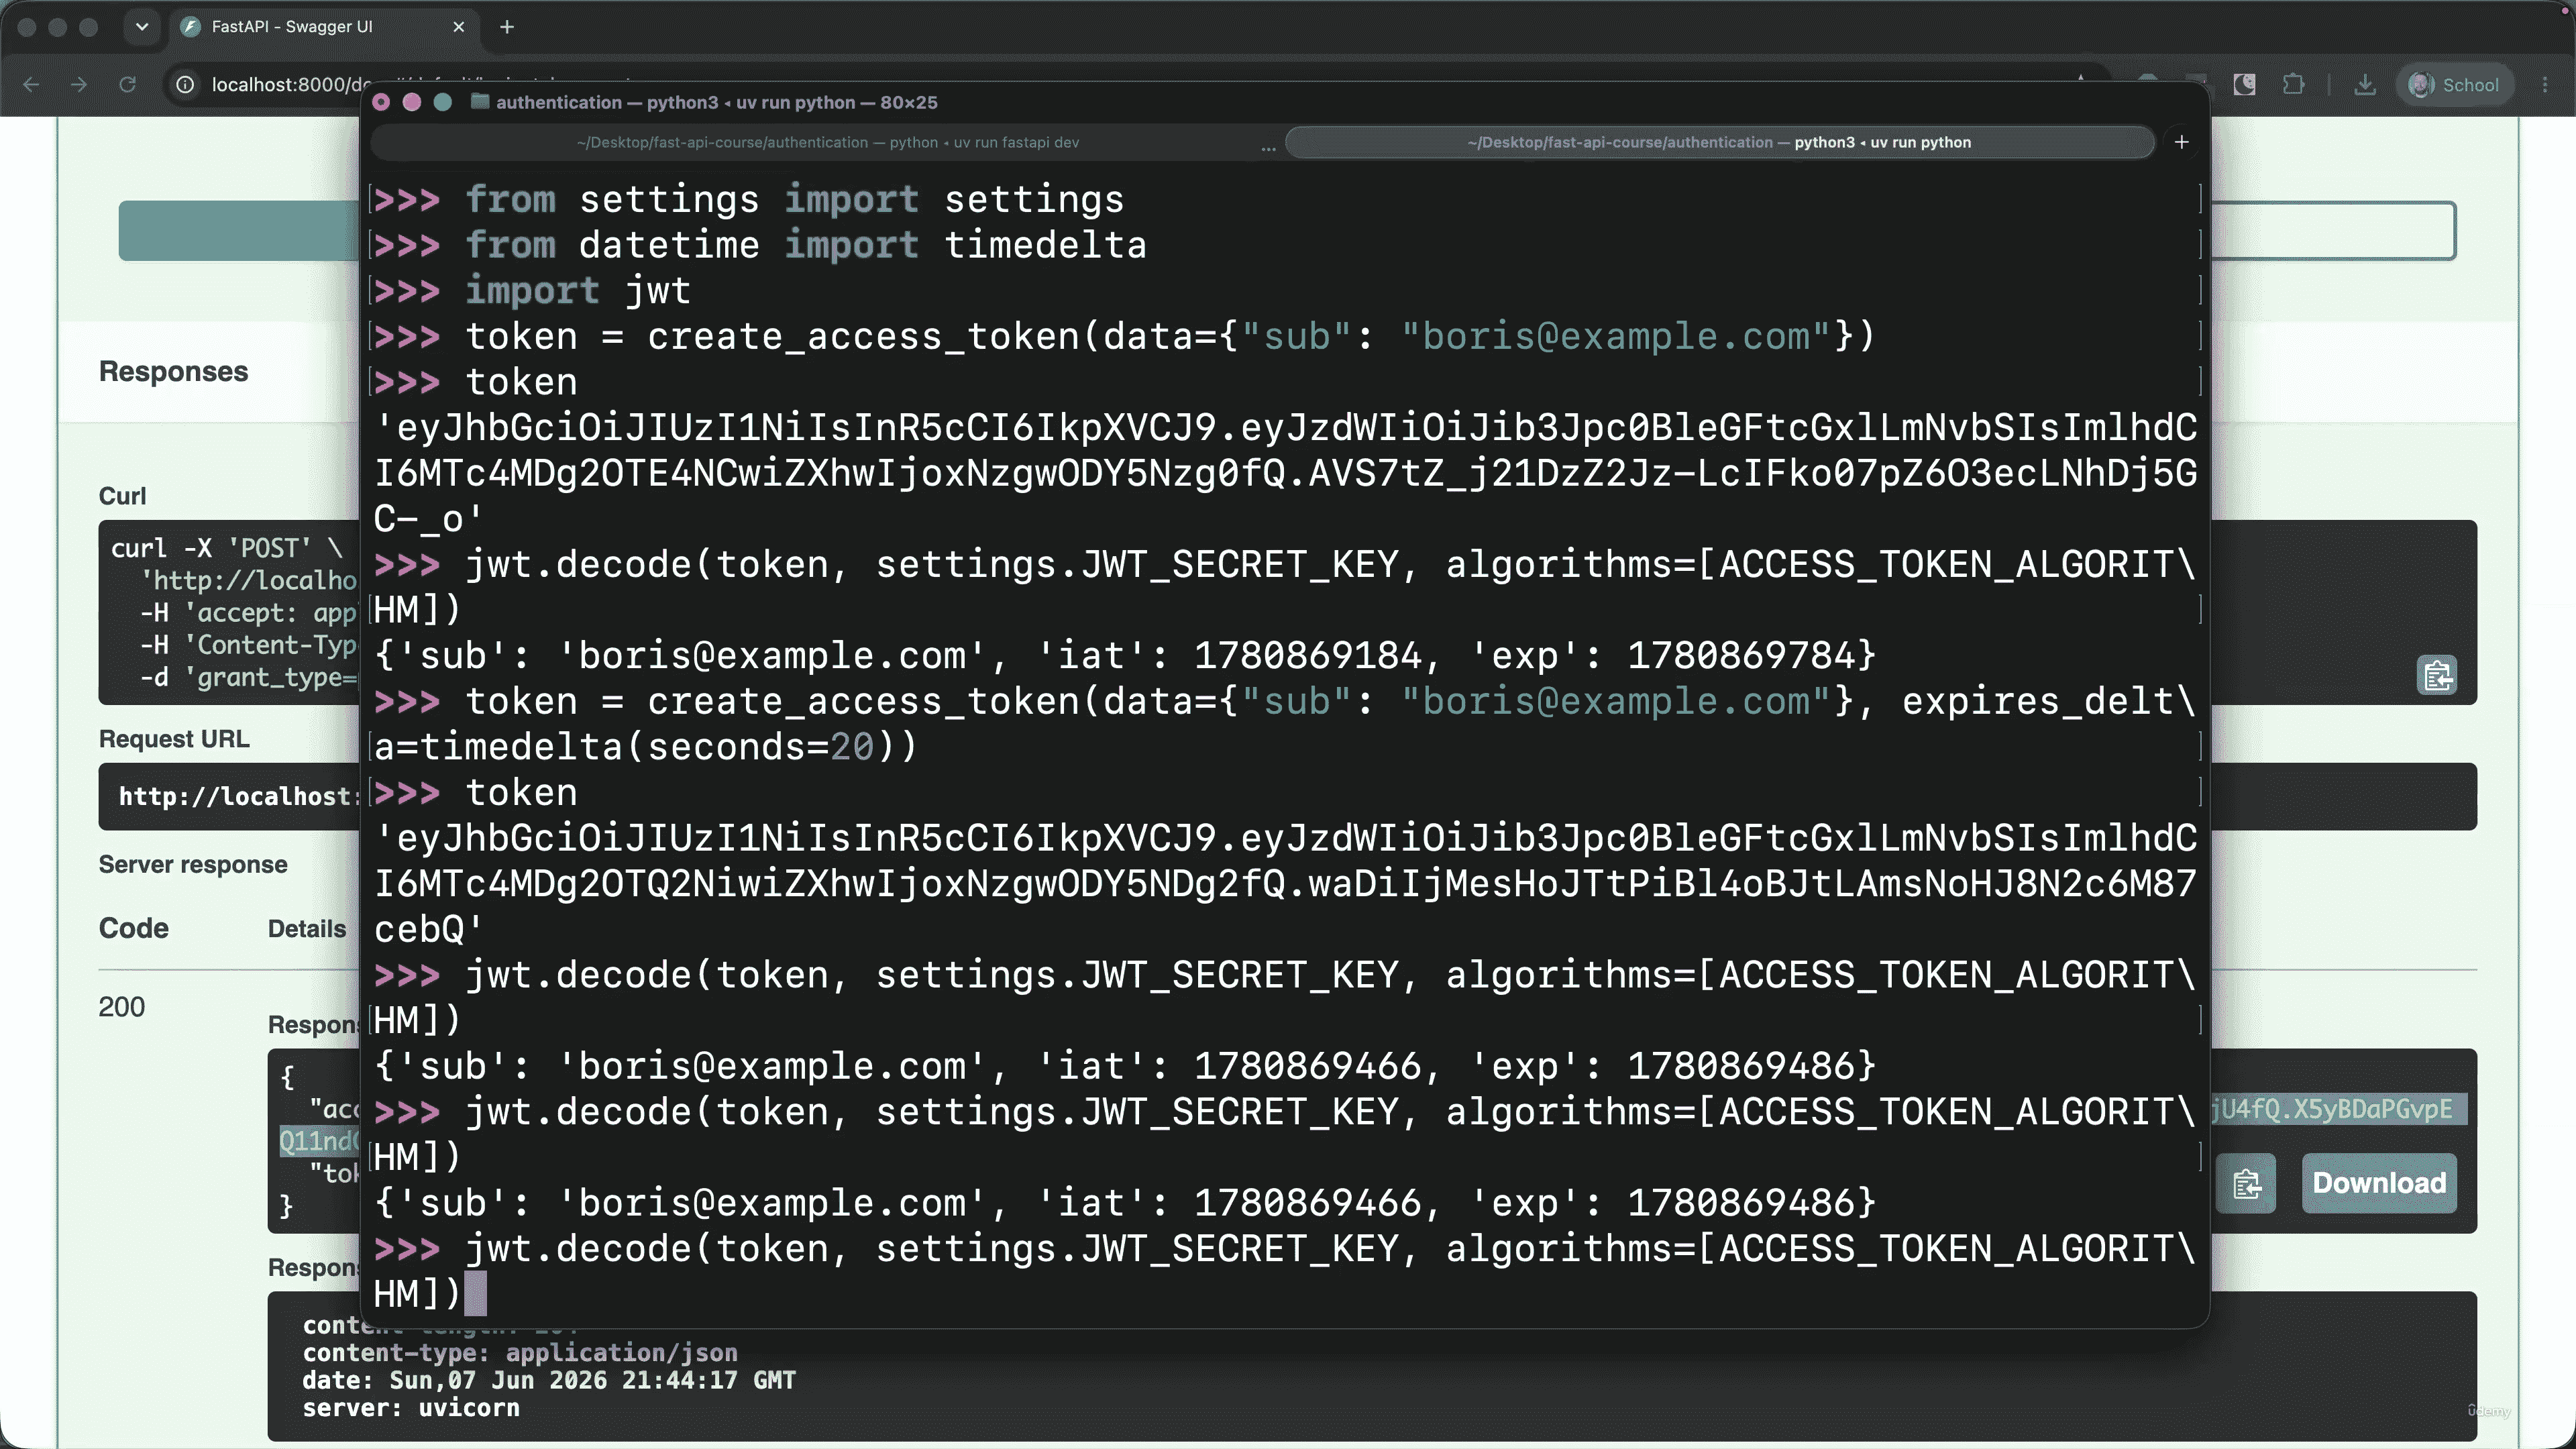 FastAPI - Swagger UI
localhost:8000/do
School
authentication — python3 ◂ uv run python — 80×25
~/Desktop/fast-api-course/authentication — python ◂ uv run fastapi dev
...
~/Desktop/fast-api-course/authentication — python3 ◂ uv run python
>>> from settings import settings
>>> from datetime import timedelta
>>> import jwt
>>> token = create_access_token(data={"sub": "boris@example.com"})
>>> token
'eyJhbGciOiJIUzI1NiIsInR5cCI6IkpXVCJ9.eyJzdWIiOiJib3Jpc0BleGFtcGxlLmNvbSIsImlhdC
I6MTc4MDg2OTE4NCwiZXhwIjoxNzgwODY5Nzg0fQ.AVS7tZ_j21DzZ2Jz-LcIFko07pZ6O3ecLNhDj5G
C-_o'
>>> jwt.decode(token, settings.JWT_SECRET_KEY, algorithms=[ACCESS_TOKEN_ALGORIT\
HM])
{'sub': 'boris@example.com', 'iat': 1780869184, 'exp': 1780869784}
>>> token = create_access_token(data={"sub": "boris@example.com"}, expires_delt\
a=timedelta(seconds=20))
>>> token
'eyJhbGciOiJIUzI1NiIsInR5cCI6IkpXVCJ9.eyJzdWIiOiJib3Jpc0BleGFtcGxlLmNvbSIsImlhdC
I6MTc4MDg2OTQ2NiwiZXhwIjoxNzgwODY5NDg2fQ.waDiIjMesHoJTtPiBl4oBJtLAmsNoHJ8N2c6M87
cebQ'
>>> jwt.decode(token, settings.JWT_SECRET_KEY, algorithms=[ACCESS_TOKEN_ALGORIT\
HM])
{'sub': 'boris@example.com', 'iat': 1780869466, 'exp': 1780869486}
>>> jwt.decode(token, settings.JWT_SECRET_KEY, algorithms=[ACCESS_TOKEN_ALGORIT\
HM])
{'sub': 'boris@example.com', 'iat': 1780869466, 'exp': 1780869486}
>>> jwt.decode(token, settings.JWT_SECRET_KEY, algorithms=[ACCESS_TOKEN_ALGORIT\
HM])
Responses
Curl
curl -X 'POST' \
'http://localho
-H 'accept: app
-H 'Content-Typ
-d 'grant_type=
Request URL
http://localhost:
Server response
Code Details
200
Respons
{
"acc jU4fQ.X5yBDaPGvpE
Q11nd
"tok
}
Download
Respons
content-length:
content-type: application/json
date: Sun,07 Jun 2026 21:44:17 GMT
server: uvicorn
ûdemy